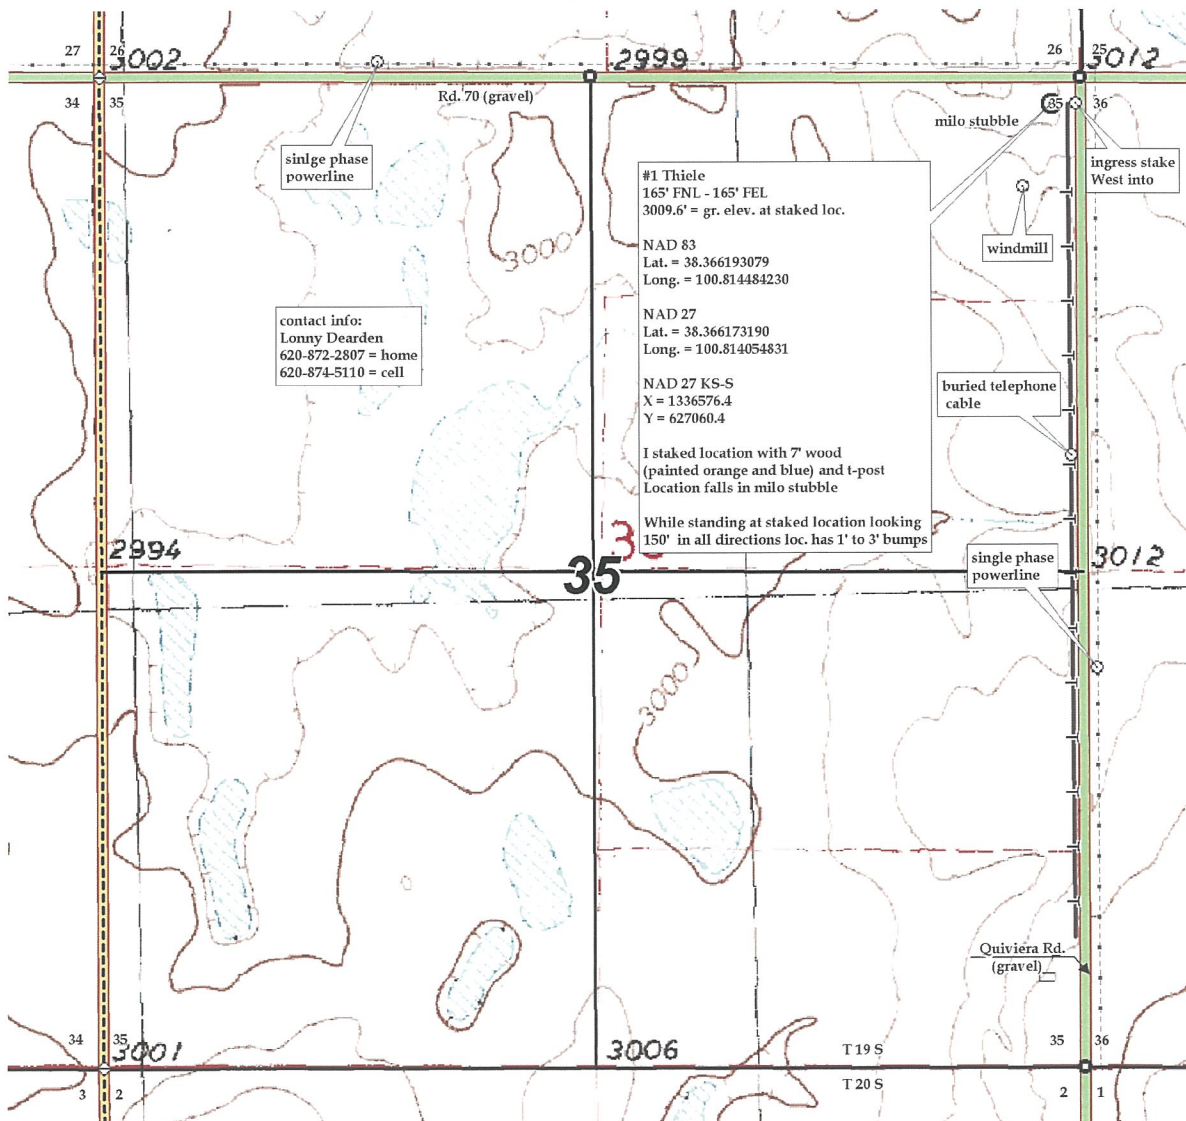 27
26
3002
2999
26
25
3012
34
35
Rd. 70 (gravel)
35
36
milo stubble
sinlge phase
powerline
ingress stake
West into
#1 Thiele
165' FNL - 165' FEL
3009.6' = gr. elev. at staked loc.
NAD 83
Lat. = 38.366193079
Long. = 100.814484230
NAD 27
Lat. = 38.366173190
Long. = 100.814054831
NAD 27 KS-S
X = 1336576.4
Y = 627060.4
I staked location with 7' wood
(painted orange and blue) and t-post
Location falls in milo stubble
While standing at staked location looking
150' in all directions loc. has 1' to 3' bumps
windmill
3000
contact info:
Lonny Dearden
620-872-2807 = home
620-874-5110 = cell
buried telephone
cable
2994
35
3012
single phase
powerline
3000
Quiviera Rd.
(gravel)
34
35
3001
3006
T 19 S
35
36
3
2
T 20 S
2
1